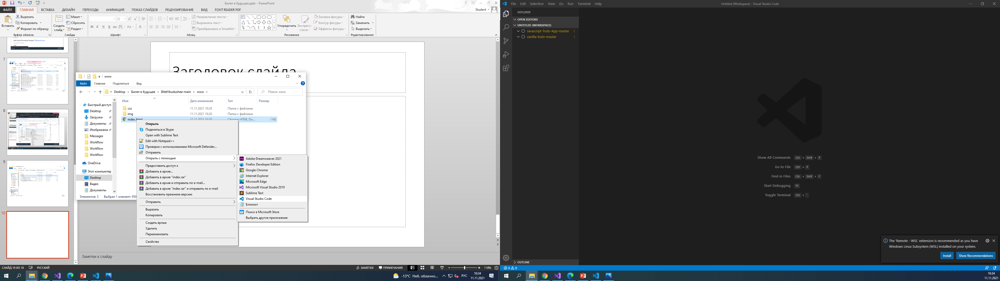 Билет в будущее.pptx - PowerPoint
ФАЙЛ ГЛАВНАЯ ВСТАВКА ДИЗАЙН ПЕРЕХОДЫ АНИМАЦИЯ ПОКАЗ СЛАЙДОВ РЕЦЕНЗИРОВАНИЕ ВИД FOXIT READER PDF
Student
Вставить
Вырезать
Копировать
Формат по образцу
Буфер обмена
Создать слайд
Макет
Сбросить
Раздел
Слайды
22
Ж К Ч S abc AV Aa A
Шрифт
Направление текста
Выровнять текст
Преобразовать в SmartArt
Абзац
Упорядочить
Экспресс-стили
Заливка фигуры
Контур фигуры
Эффекты фигуры
Рисование
Найти
Заменить
Выделить
Редактирование
7
8
9
10
Заголовок слайда
www
Файл Главная Поделиться Вид
« Desktop › Билет в будущее › BiletVbudushee-main › www ›
Поиск: www
Имя Дата изменения Тип Размер
css 11.11.2021 10:20 Папка с файлами
img 11.11.2021 10:20 Папка с файлами
index.html 11.11.2021 10:20 Chrome HTML Do... 1 КБ
Быстрый доступ
Desktop
Загрузки
Документы
Изображени
Messages
Workflow
Workflow
Workflow
OneDrive
Этот компьютер
Desktop
Видео
Документы
Элементов: 3 Выбран 1 элемент: 950
Открыть
Поделиться в Skype
Open with Sublime Text
Edit with Notepad++
Проверка с использованием Microsoft Defender...
Отправить
Открыть с помощью
Предоставить доступ к
Добавить в архив...
Добавить в архив "index.rar"
Добавить в архив и отправить по e-mail...
Добавить в архив "index.rar" и отправить по e-mail
Восстановить прежнюю версию
Отправить
Вырезать
Копировать
Создать ярлык
Удалить
Переименовать
Свойства
Adobe Dreamweaver 2021
Firefox Developer Edition
Google Chrome
Internet Explorer
Microsoft Edge
Microsoft Visual Studio 2019
Sublime Text
Visual Studio Code
Блокнот
Поиск в Microsoft Store
Выбрать другое приложение
Заметки к слайду
СЛАЙД 10 ИЗ 10 РУССКИЙ
ЗАМЕТКИ ПРИМЕЧАНИЯ 110%
-13°C Неб. облачно... РУС 10:34
11.11.2021
File Edit Selection View Go Run Terminal Help
Untitled (Workspace) - Visual Studio Code
EXPLORER
OPEN EDITORS
UNTITLED (WORKSPACE)
Javascript-Todo-App-master !
vanilla-todo-master !
Show All Commands Ctrl + Shift + P
Go to File Ctrl + P
Find in Files Ctrl + Shift + F
Start Debugging F5
Toggle Terminal Ctrl + `
The 'Remote - WSL' extension is recommended as you have
Windows Linux Subsystem (WSL) installed on your system.
Install Show Recommendations
OUTLINE
0 0
10:34
11.11.2021